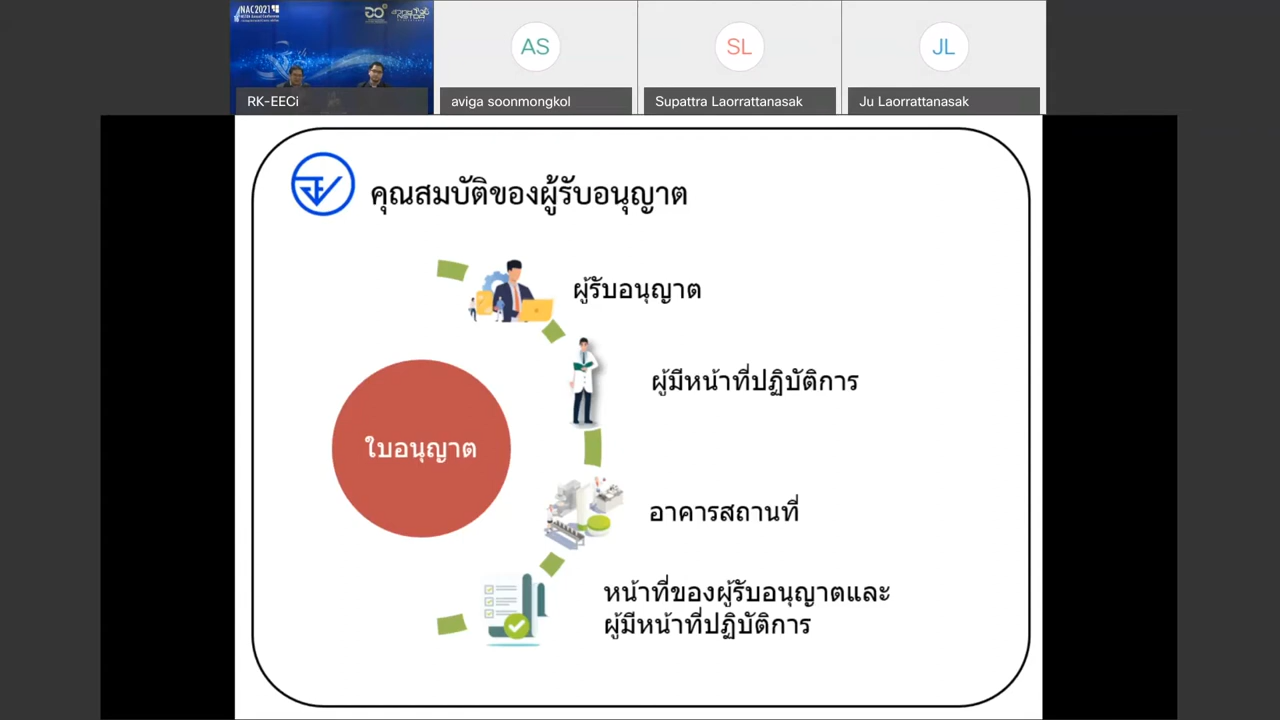 NAC2021
RK-EECi
AS
aviga soonmongkol
SL
Supattra Laorrattanasak
JL
Ju Laorrattanasak
คุณสมบัติของผู้รับอนุญาต
ผู้รับอนุญาต
ผู้มีหน้าที่ปฏิบัติการ
ใบอนุญาต
อาคารสถานที่
หน้าที่ของผู้รับอนุญาตและ
ผู้มีหน้าที่ปฏิบัติการ